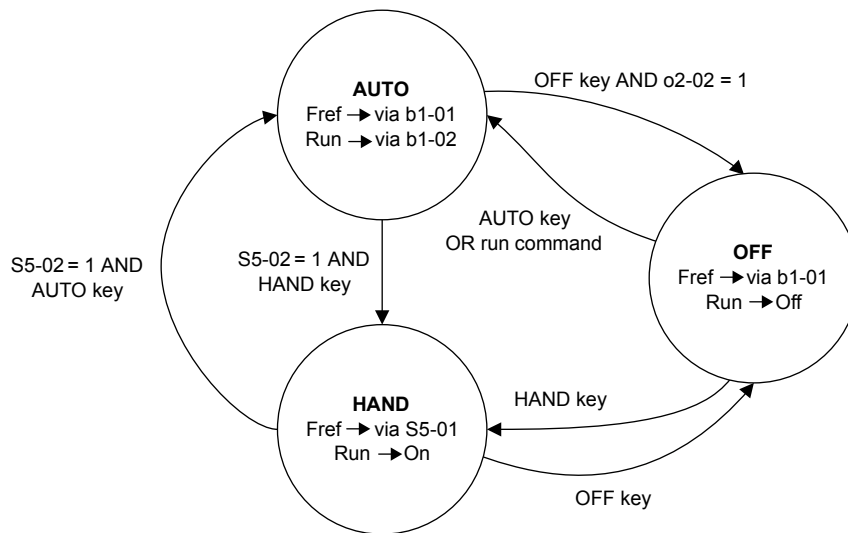 AUTO
Fref → via b1-01
Run → via b1-02
OFF key AND o2-02 = 1
AUTO key
OR run command
OFF
Fref → via b1-01
Run → Off
S5-02 = 1 AND
AUTO key
S5-02 = 1 AND
HAND key
HAND
Fref → via S5-01
Run → On
HAND key
OFF key